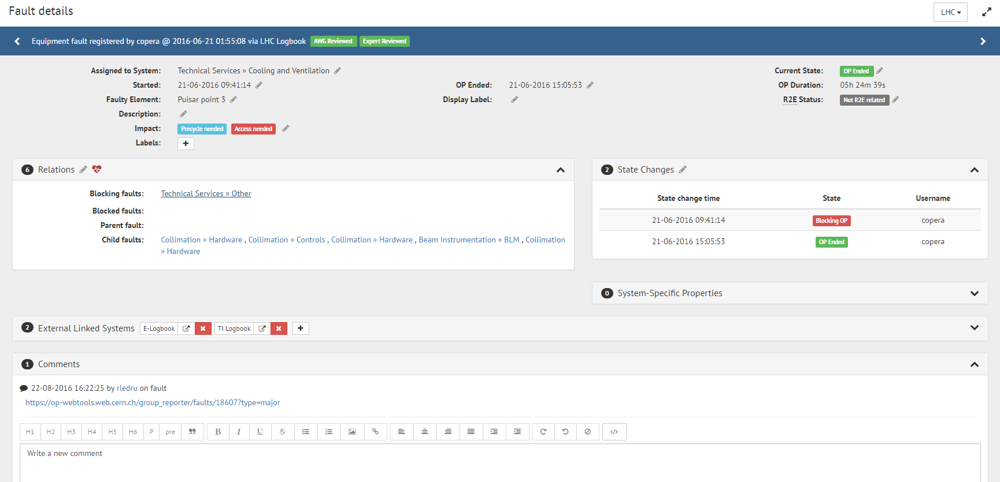 Fault details
LHC
Equipment fault registered by copera @ 2016-06-21 01:55:08 via LHC Logbook AWG Reviewed Expert Reviewed
Assigned to System: Technical Services » Cooling and Ventilation Current State: OP Ended
Started: 21-06-2016 09:41:14 OP Ended: 21-06-2016 15:05:53 OP Duration: 05h 24m 39s
Faulty Element: Puisar point 3 Display Label: R2E Status: Not R2E related
Description:
Impact: Precycle needed Access needed
Labels: +
6 Relations
Blocking faults: Technical Services » Other
Blocked faults:
Parent fault:
Child faults: Collimation » Hardware , Collimation » Controls , Collimation » Hardware , Beam Instrumentation » BLM , Collimation
» Hardware
2 State Changes
State change time State Username
21-06-2016 09:41:14 Blocking OP copera
21-06-2016 15:05:53 OP Ended copera
0 System-Specific Properties
2 External Linked Systems E-Logbook TI Logbook +
1 Comments
22-08-2016 16:22:25 by rledru on fault
https://op-webtools.web.cern.ch/group_reporter/faults/18607?type=major
H1 H2 H3 H4 H5 H6 P pre ” B I U S </>
Write a new comment